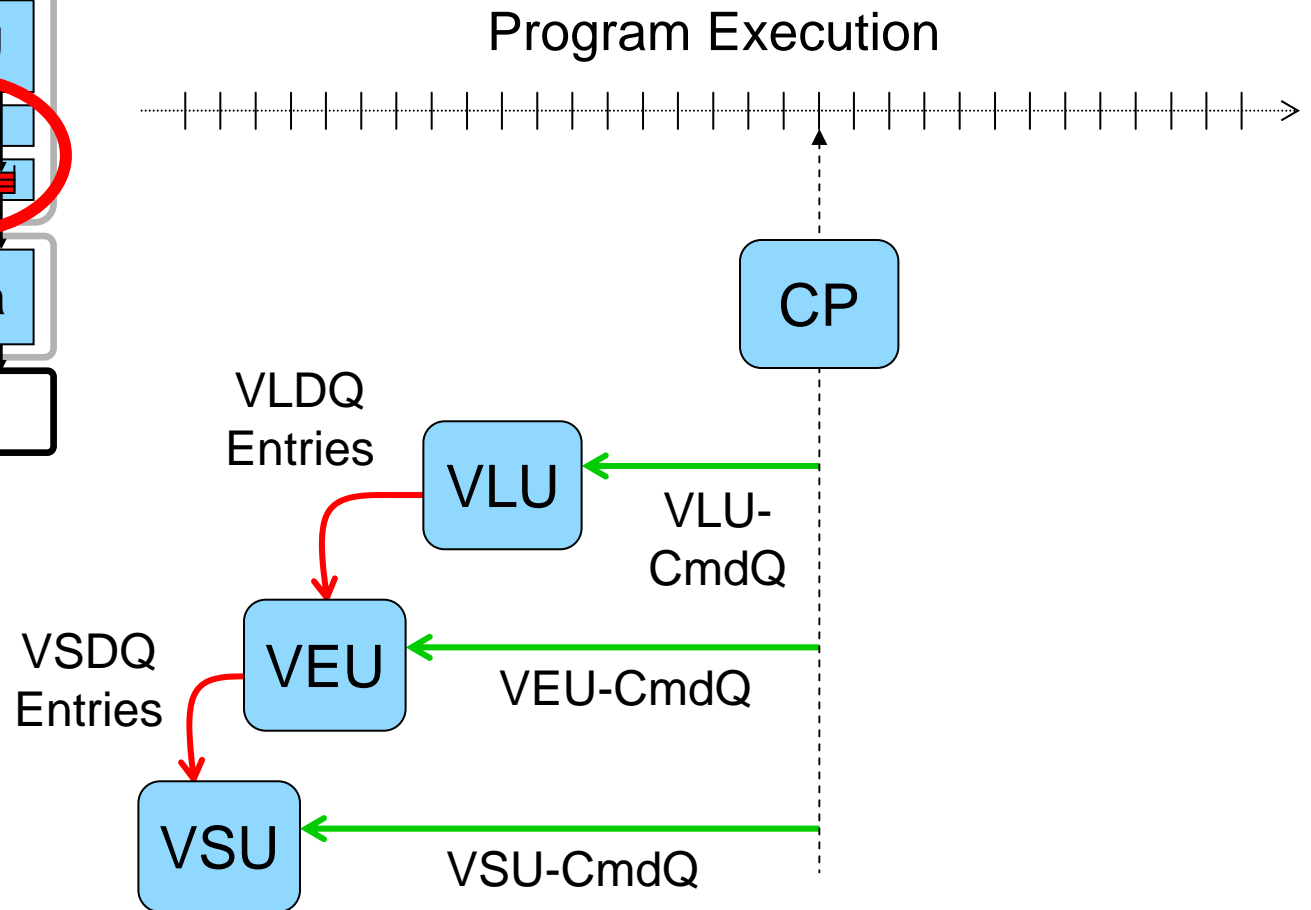 Program Execution
CP
VLDQ
Entries
VLU
VLU-
CmdQ
VSDQ
Entries
VEU
VEU-CmdQ
VSU
VSU-CmdQ